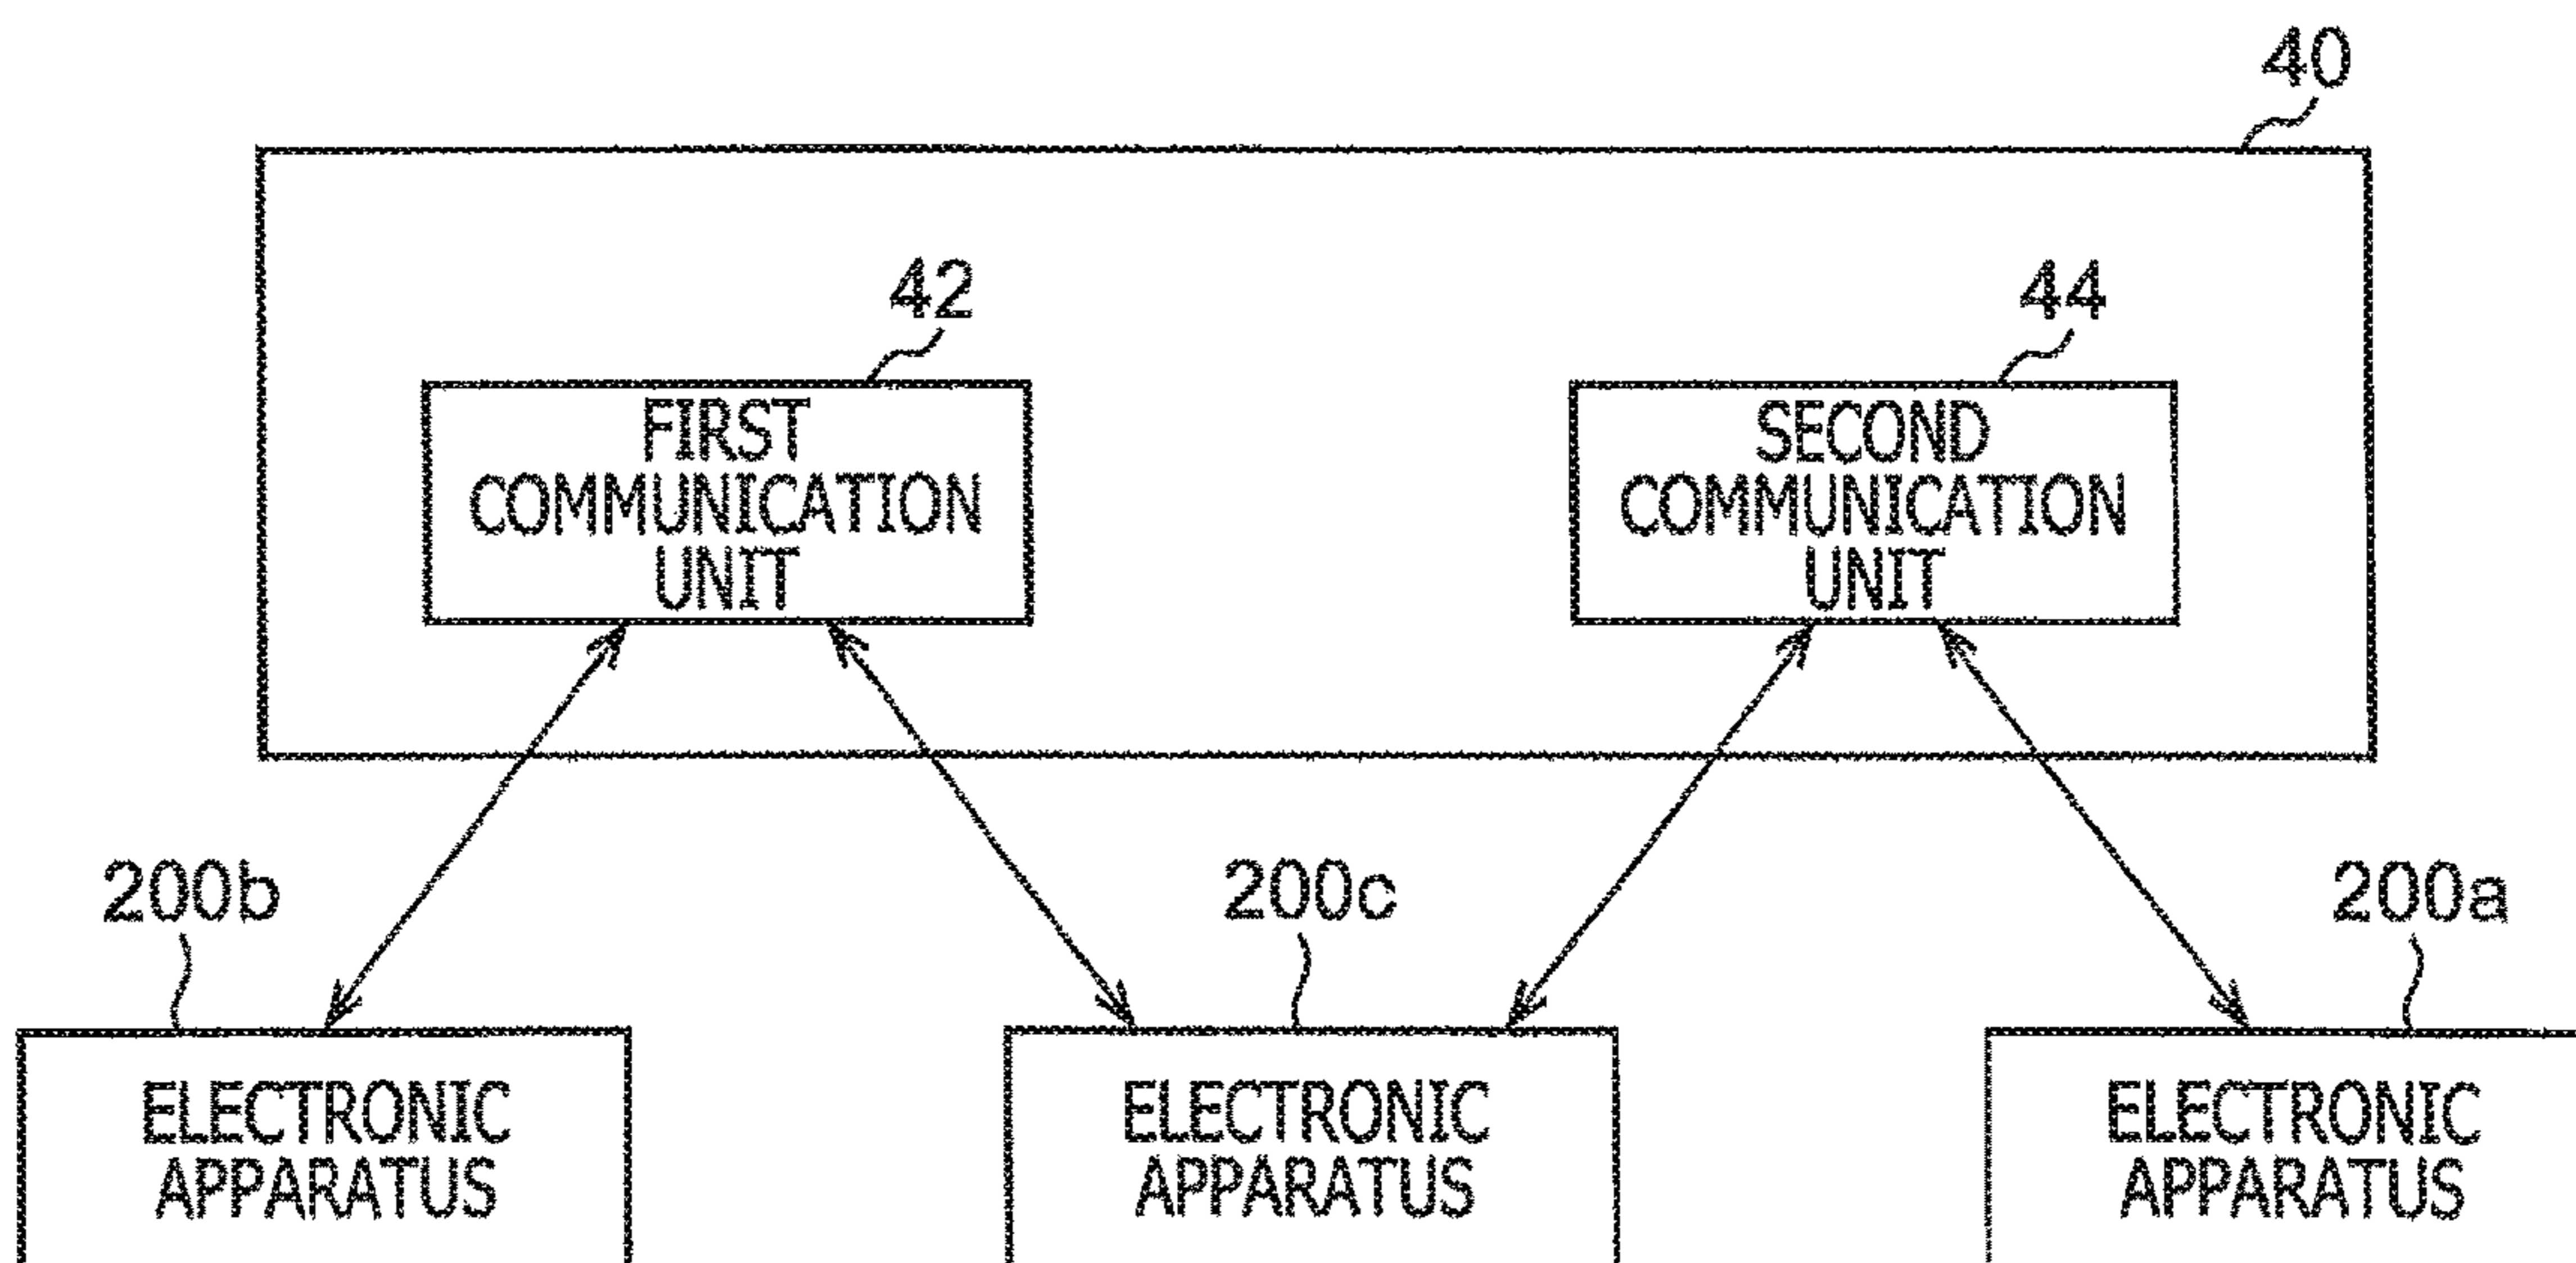 40
42
44
FIRST
COMMUNICATION
UNIT
SECOND
COMMUNICATION
UNIT
200b
200c
200a
ELECTRONIC
APPARATUS
ELECTRONIC
APPARATUS
ELECTRONIC
APPARATUS